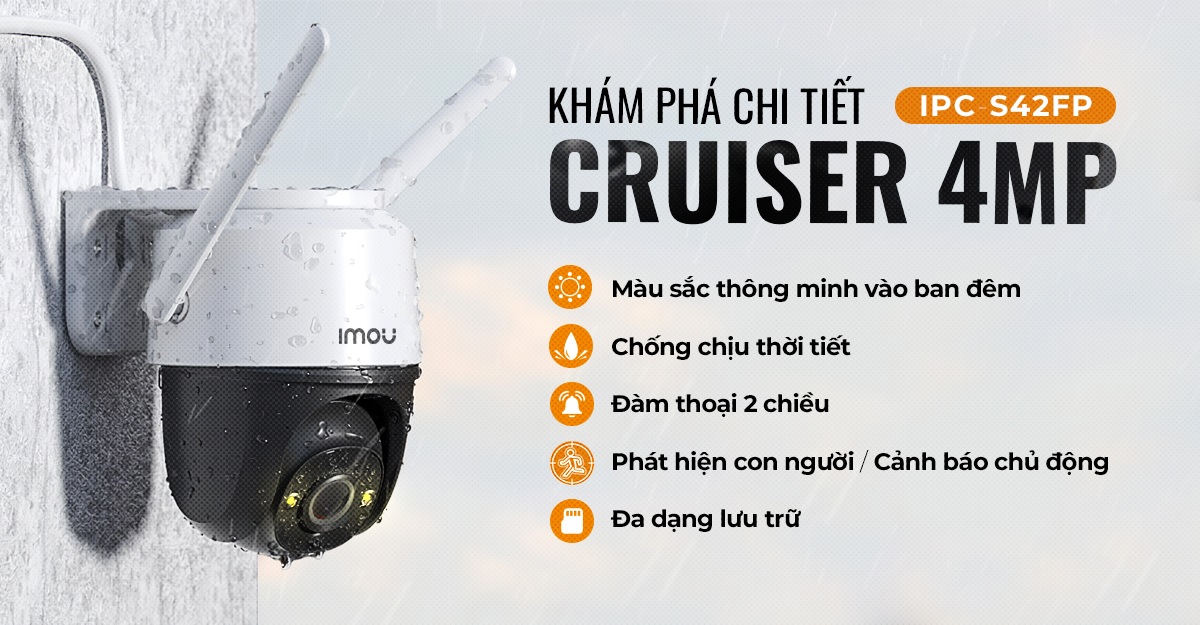 KHÁM PHÁ CHI TIẾT IPC-S42FP
CRUISER 4MP
Màu sắc thông minh vào ban đêm
Chống chịu thời tiết
Đàm thoại 2 chiều
Phát hiện con người / Cảnh báo chủ động
Đa dạng lưu trữ
imou